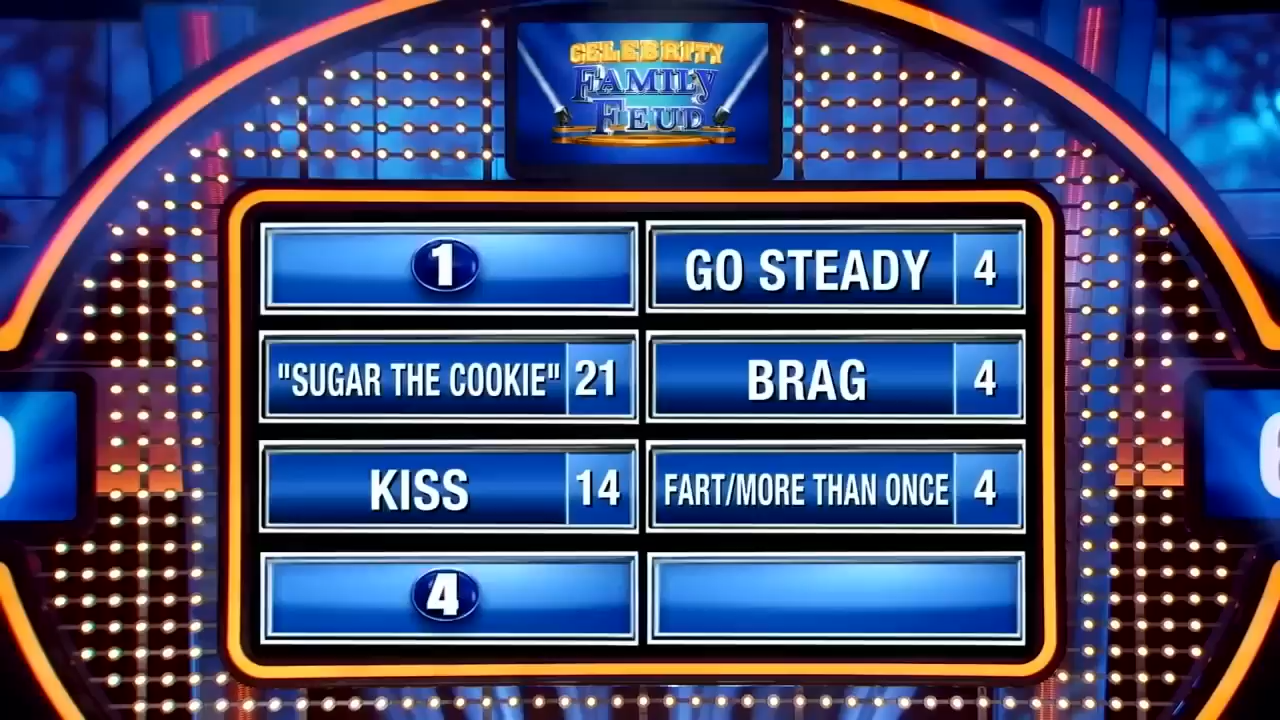 CELEBRITY
FAMILY
FEUD
1
"SUGAR THE COOKIE" 21
KISS 14
4
GO STEADY 4
BRAG 4
FART/MORE THAN ONCE 4